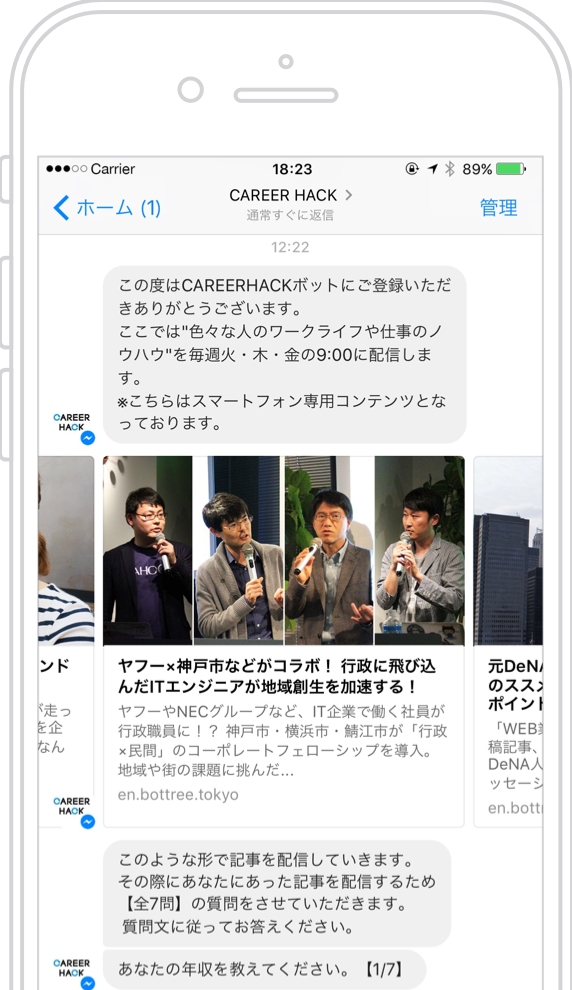 ●●●○○ Carrier 18:23 89%
ホーム (1) CAREER HACK > 管理
通常すぐに返信
12:22
この度はCAREERHACKボットにご登録いただ
きありがとうございます。
ここでは"色々な人のワークライフや仕事のノ
ウハウ"を毎週火・木・金の9:00に配信しま
す。
※こちらはスマートフォン専用コンテンツとな
っております。
CAREER
HACK
AHOO
ンド
が走っ
を企
なん
ヤフー×神戸市などがコラボ！ 行政に飛び込
んだITエンジニアが地域創生を加速する！
ヤフーやNECグループなど、IT企業で働く社員が
行政職員に！？ 神戸市・横浜市・鯖江市が「行政
×民間」のコーポレートフェローシップを導入。
地域や街の課題に挑んだ…
en.bottree.tokyo
元DeNA
のススメ
ポイント
「WEB
稿記事、
DeNA人
ッセージ
en.bottr
CAREER
HACK
このような形で記事を配信していきます。
その際にあなたにあった記事を配信するため
【全7問】の質問をさせていただきます。
質問文に従ってお答えください。
CAREER
HACK
あなたの年収を教えてください。【1/7】